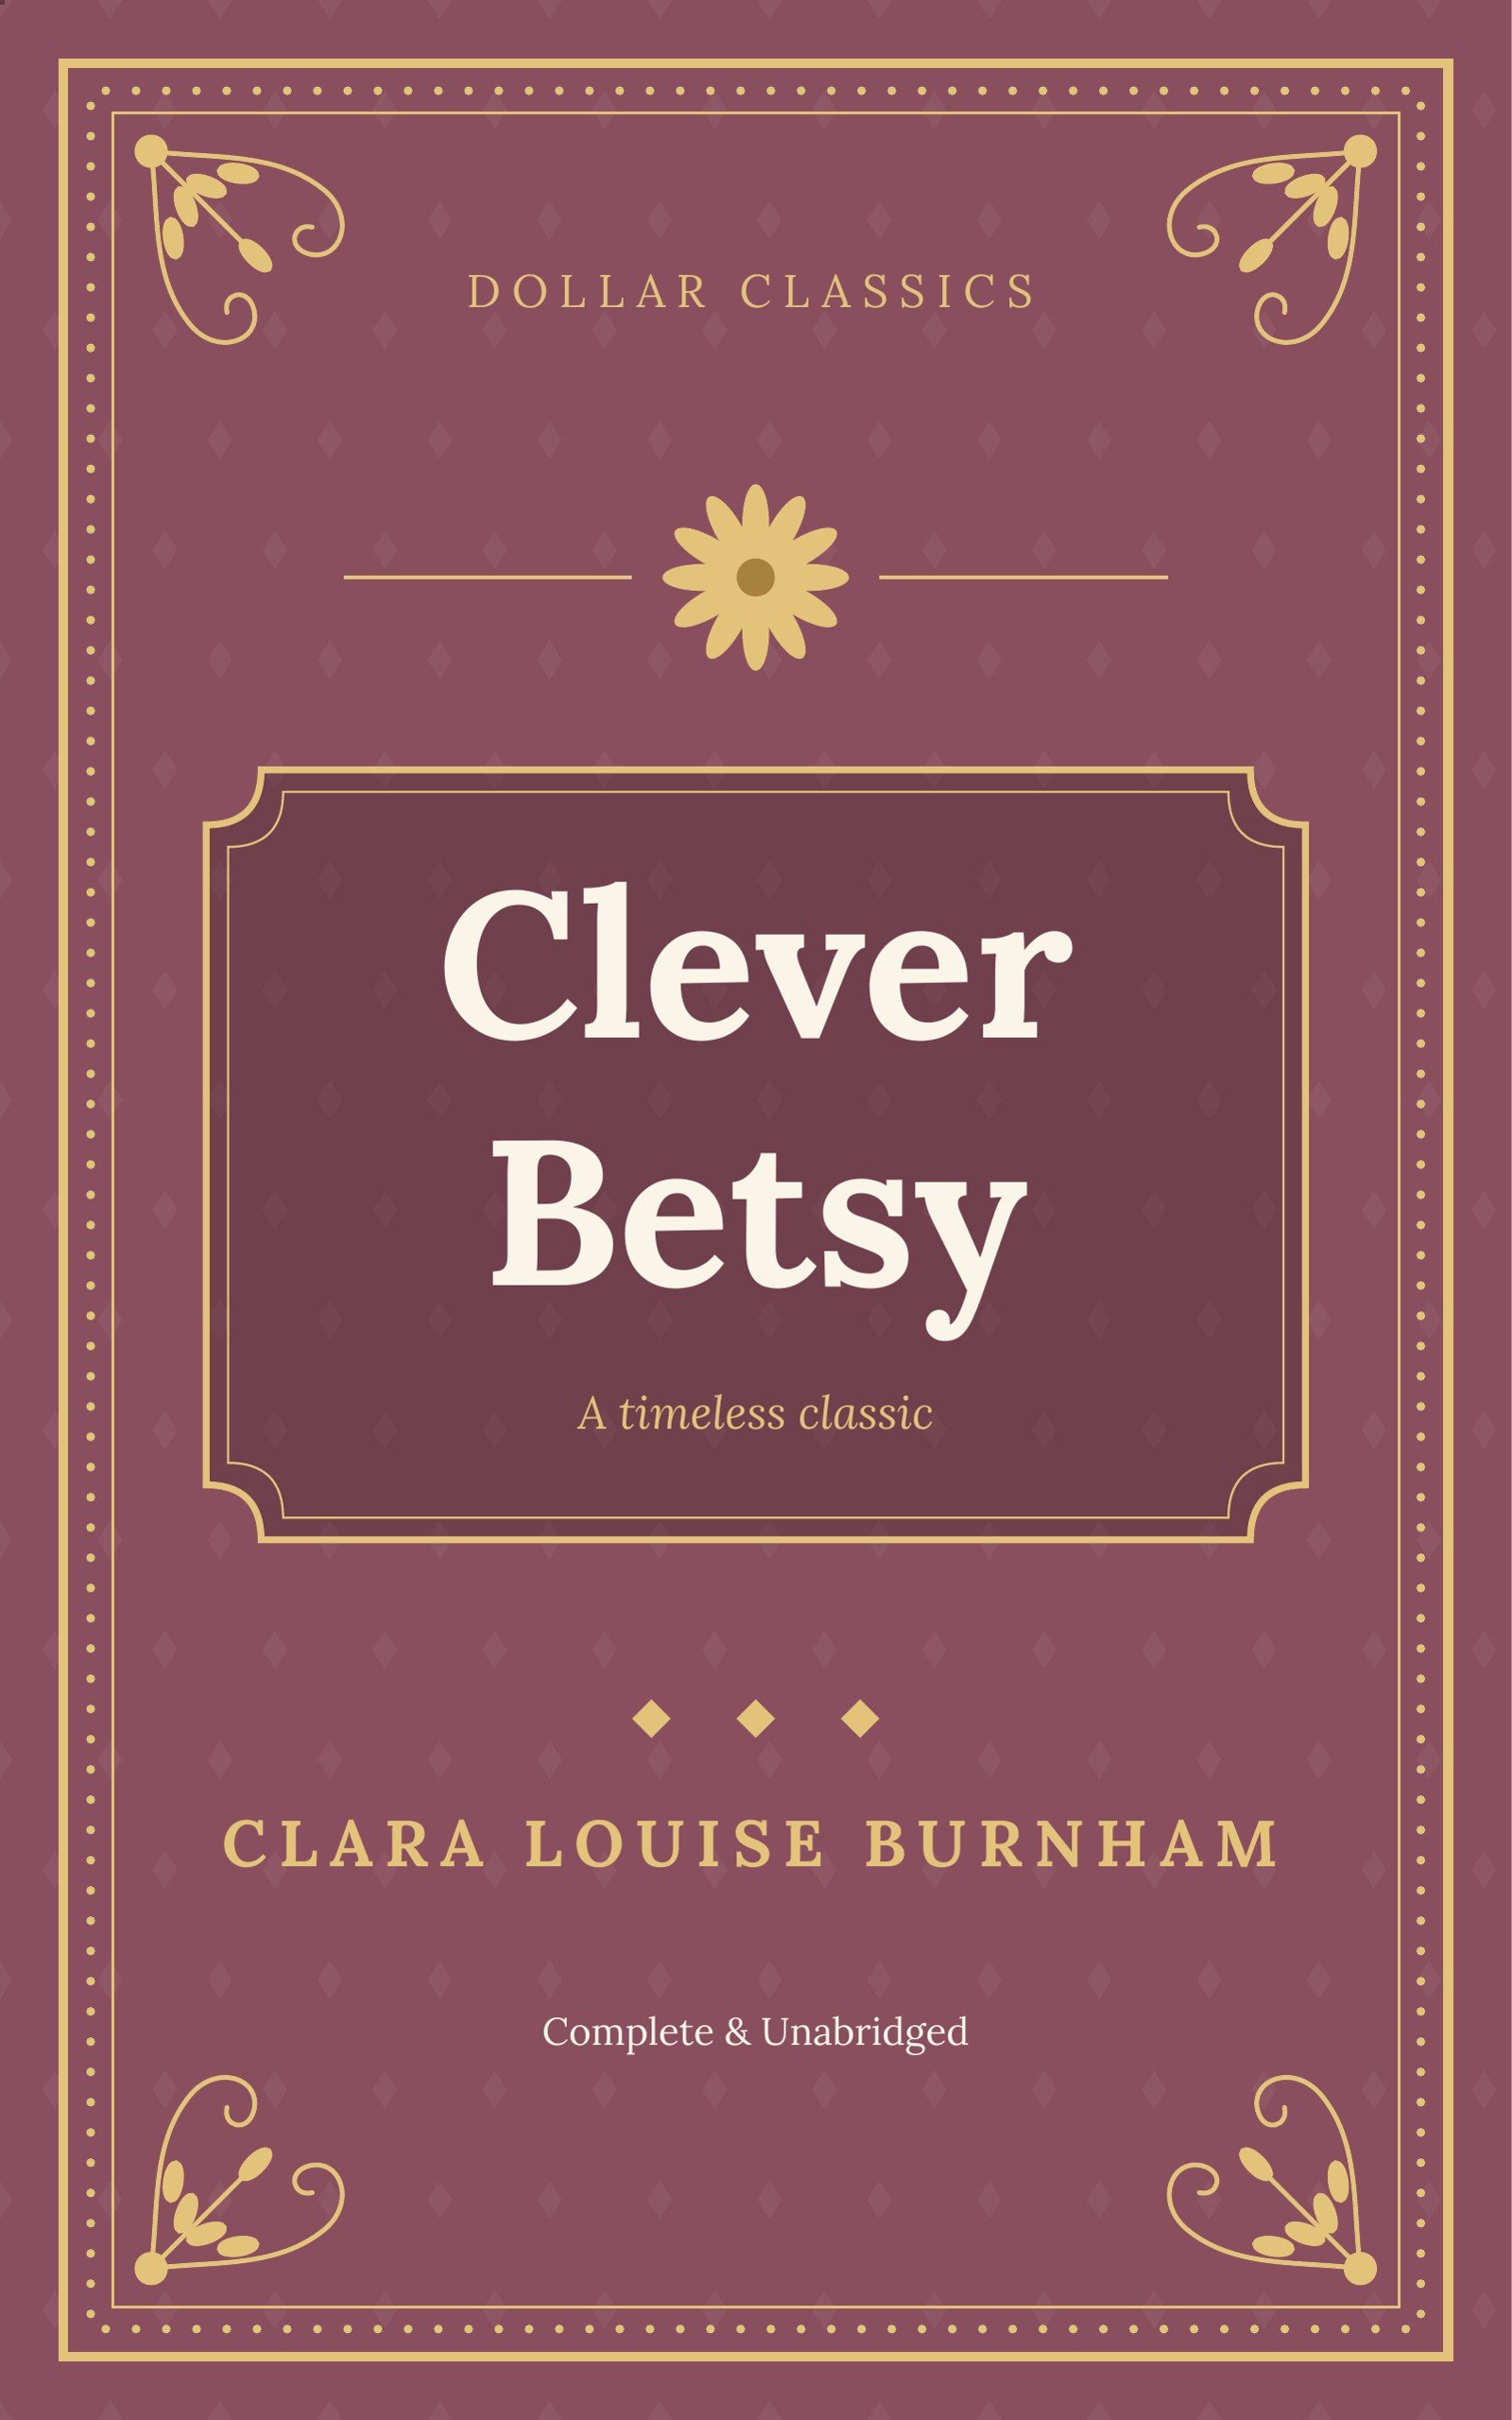 DOLLAR CLASSICS
Clever
Betsy
A timeless classic
CLARA LOUISE BURNHAM
Complete & Unabridged